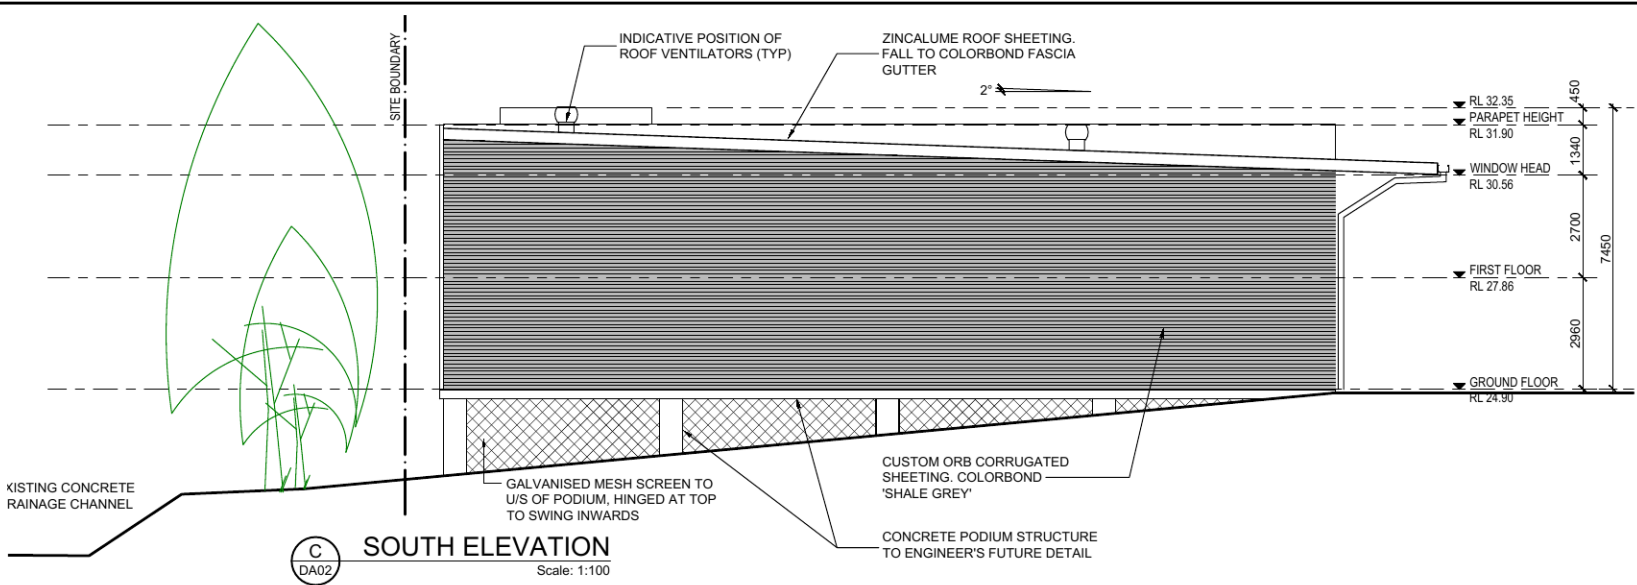 SITE BOUNDARY
INDICATIVE POSITION OF
ROOF VENTILATORS (TYP)
ZINCALUME ROOF SHEETING.
FALL TO COLORBOND FASCIA
GUTTER
2°
RL 32.35
PARAPET HEIGHT
RL 31.90
WINDOW HEAD
RL 30.56
FIRST FLOOR
RL 27.86
GROUND FLOOR
RL 24.90
450
1340
2700
2960
7450
XISTING CONCRETE
RAINAGE CHANNEL
GALVANISED MESH SCREEN TO
U/S OF PODIUM, HINGED AT TOP
TO SWING INWARDS
CUSTOM ORB CORRUGATED
SHEETING. COLORBOND
'SHALE GREY'
CONCRETE PODIUM STRUCTURE
TO ENGINEER'S FUTURE DETAIL
C
DA02
SOUTH ELEVATION
Scale: 1:100